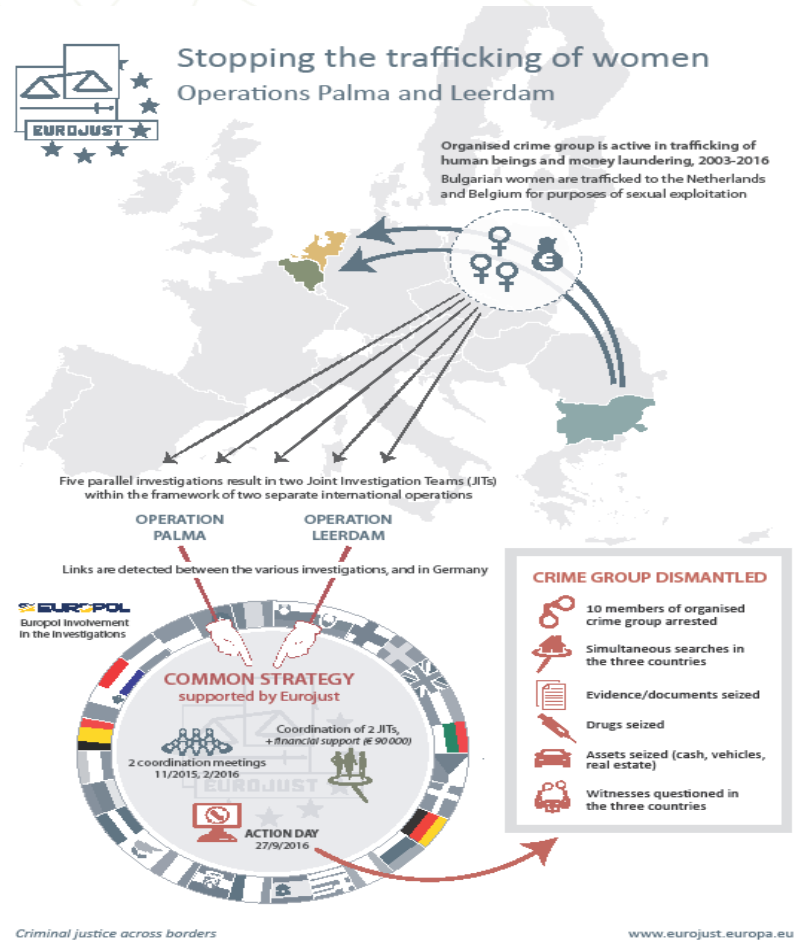 Stopping the trafficking of women
Operations Palma and Leerdam
EUROJUST
Organised crime group is active in trafficking of
human beings and money laundering, 2003-2016
Bulgarian women are trafficked to the Netherlands
and Belgium for purposes of sexual exploitation
Five parallel investigations result in two Joint Investigation Teams (JITs)
within the framework of two separate international operations
OPERATION
PALMA
OPERATION
LEERDAM
Links are detected between the various investigations, and in Germany
EUROPOL
Europol involvement
in the investigations
COMMON STRATEGY
supported by Eurojust
Coordination of 2 JITs,
+ financial support (€ 90 000)
2 coordination meetings
11/2015, 2/2016
EUROJUST
ACTION DAY
27/9/2016
CRIME GROUP DISMANTLED
10 members of organised
crime group arrested
Simultaneous searches in
the three countries
Evidence/documents seized
Drugs seized
Assets seized (cash, vehicles,
real estate)
Witnesses questioned in
the three countries
Criminal justice across borders
www.eurojust.europa.eu